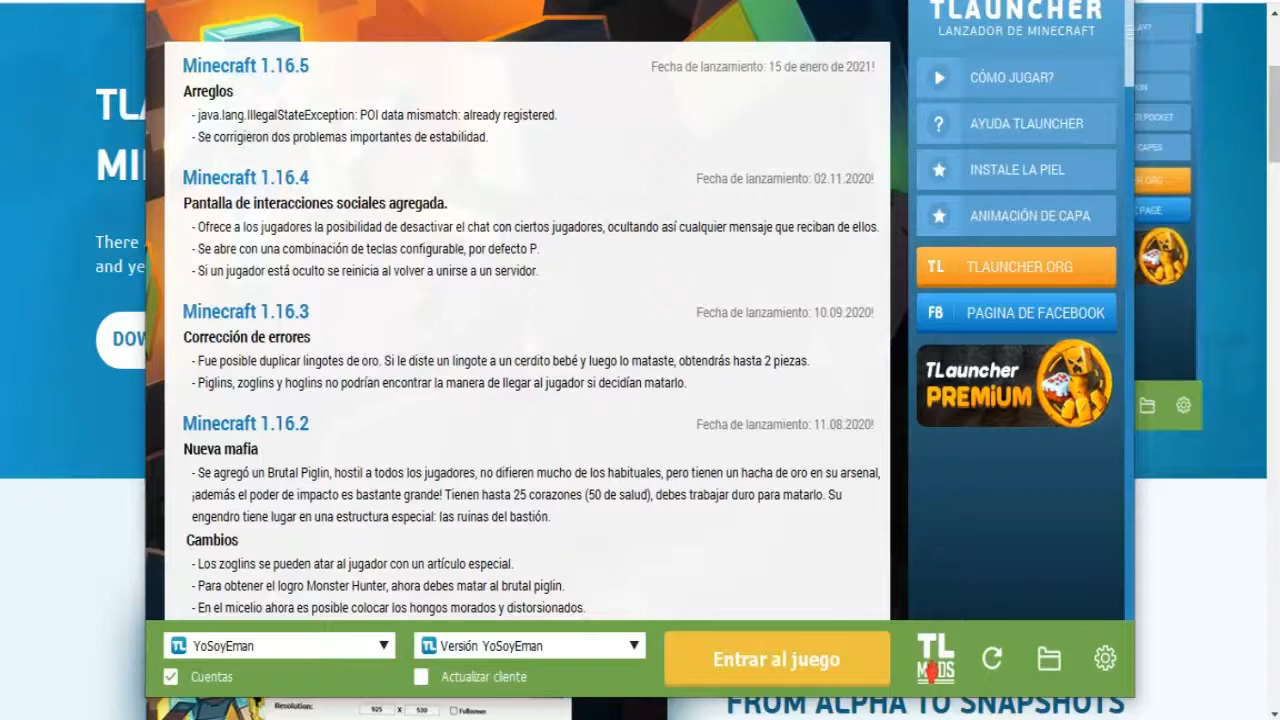 TL
MI
There
and ye
DOW
Minecraft 1.16.5
Fecha de lanzamiento: 15 de enero de 2021!
Arreglos
- java.lang.IllegalStateException: POI data mismatch: already registered.
- Se corrigieron dos problemas importantes de estabilidad.
Minecraft 1.16.4
Fecha de lanzamiento: 02.11.2020!
Pantalla de interacciones sociales agregada.
- Ofrece a los jugadores la posibilidad de desactivar el chat con ciertos jugadores, ocultando así cualquier mensaje que reciban de ellos.
- Se abre con una combinación de teclas configurable, por defecto P.
- Si un jugador está oculto se reinicia al volver a unirse a un servidor.
Minecraft 1.16.3
Fecha de lanzamiento: 10.09.2020!
Corrección de errores
- Fue posible duplicar lingotes de oro. Si le diste un lingote a un cerdito bebé y luego lo mataste, obtendrás hasta 2 piezas.
- Piglins, zoglins y hoglins no podrían encontrar la manera de llegar al jugador si decidían matarlo.
Minecraft 1.16.2
Fecha de lanzamiento: 11.08.2020!
Nueva mafia
- Se agregó un Brutal Piglin, hostil a todos los jugadores, no difieren mucho de los habituales, pero tienen un hacha de oro en su arsenal,
¡además el poder de impacto es bastante grande! Tienen hasta 25 corazones (50 de salud), debes trabajar duro para matarlo. Su
engendro tiene lugar en una estructura especial: las ruinas del bastión.
Cambios
- Los zoglins se pueden atar al jugador con un artículo especial.
- Para obtener el logro Monster Hunter, ahora debes matar al brutal piglin.
- En el micelio ahora es posible colocar los hongos morados y distorsionados.
TLAUNCHER
LANZADOR DE MINECRAFT
CÓMO JUGAR?
? AYUDA TLAUNCHER
INSTALE LA PIEL
ANIMACIÓN DE CAPA
TL TLAUNCHER.ORG
FB PAGINA DE FACEBOOK
TLauncher
PREMiUM
POCKET
CAPES
PAGE
YoSoyEman
Versión YoSoyEman
Entrar al juego
TL
MODS
Cuentas
Actualizar cliente
Resolution: 925 X 530 Fullscreen
FROM ALPHA TO SNAPSHOTS